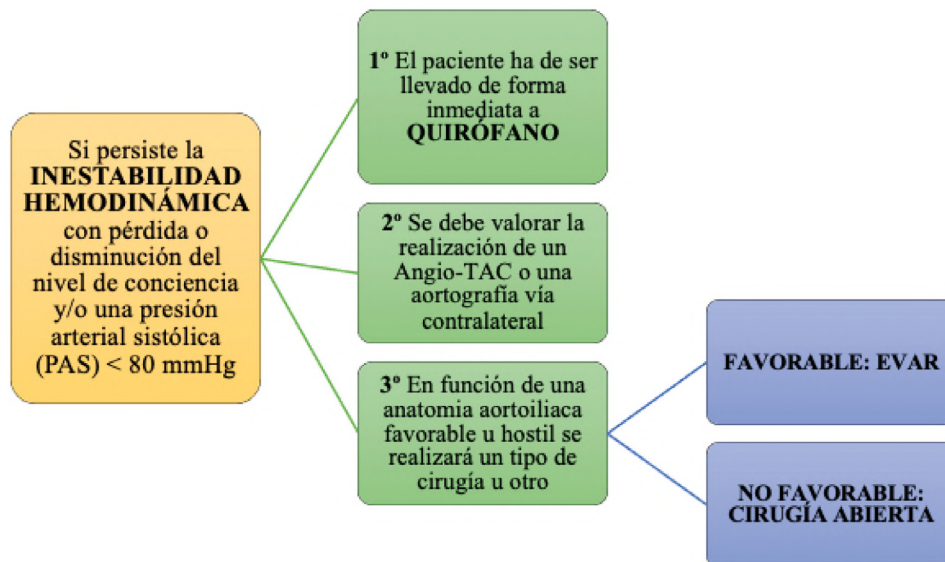 Si persiste la
INESTABILIDAD
HEMODINÁMICA
con pérdida o
disminución del
nivel de conciencia
y/o una presión
arterial sistólica
(PAS) < 80 mmHg
1º El paciente ha de ser
llevado de forma
inmediata a
QUIRÓFANO
2º Se debe valorar la
realización de un
Angio-TAC o una
aortografía vía
contralateral
3º En función de una
anatomia aortoiliaca
favorable u hostil se
realizará un tipo de
cirugía u otro
FAVORABLE: EVAR
NO FAVORABLE:
CIRUGÍA ABIERTA